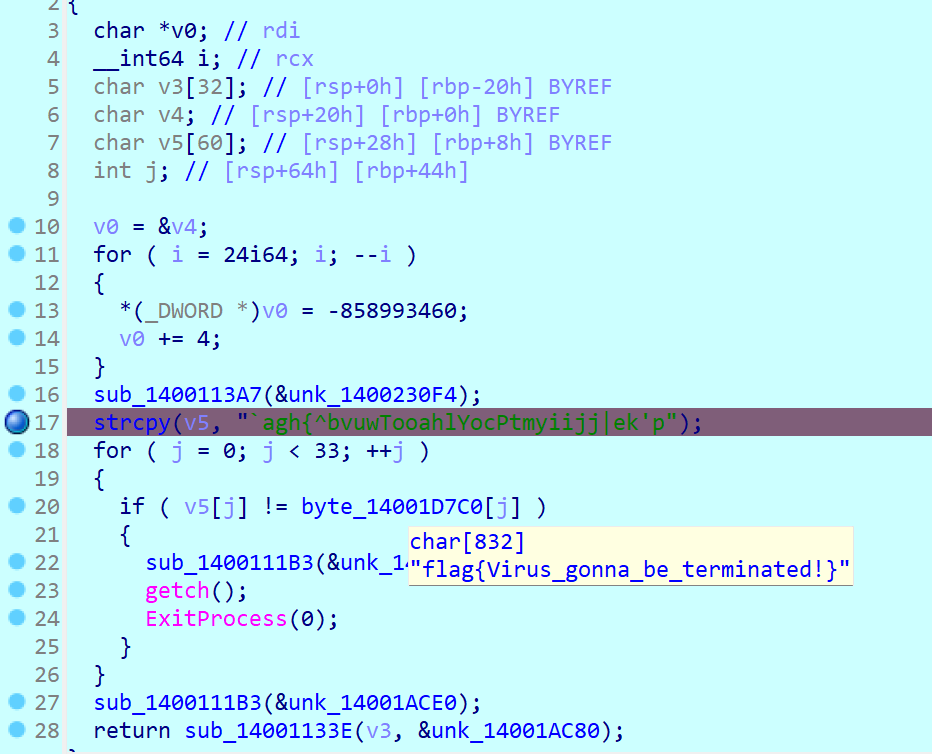 2 {
3 char *v0; // rdi
4 __int64 i; // rcx
5 char v3[32]; // [rsp+0h] [rbp-20h] BYREF
6 char v4; // [rsp+20h] [rbp+0h] BYREF
7 char v5[60]; // [rsp+28h] [rbp+8h] BYREF
8 int j; // [rsp+64h] [rbp+44h]
9
10 v0 = &v4;
11 for ( i = 24i64; i; --i )
12 {
13 *(_DWORD *)v0 = -858993460;
14 v0 += 4;
15 }
16 sub_1400113A7(&unk_1400230F4);
17 strcpy(v5, "`agh{^bvuwTooahlYocPtmyiijj|ek'p");
18 for ( j = 0; j < 33; ++j )
19 {
20 if ( v5[j] != byte_14001D7C0[j] )
21 {
char[832]
22 sub_1400111B3(&unk_1
"flag{Virus_gonna_be_terminated!}"
23 getch();
24 ExitProcess(0);
25 }
26 }
27 sub_1400111B3(&unk_14001ACE0);
28 return sub_14001133E(v3, &unk_14001AC80);